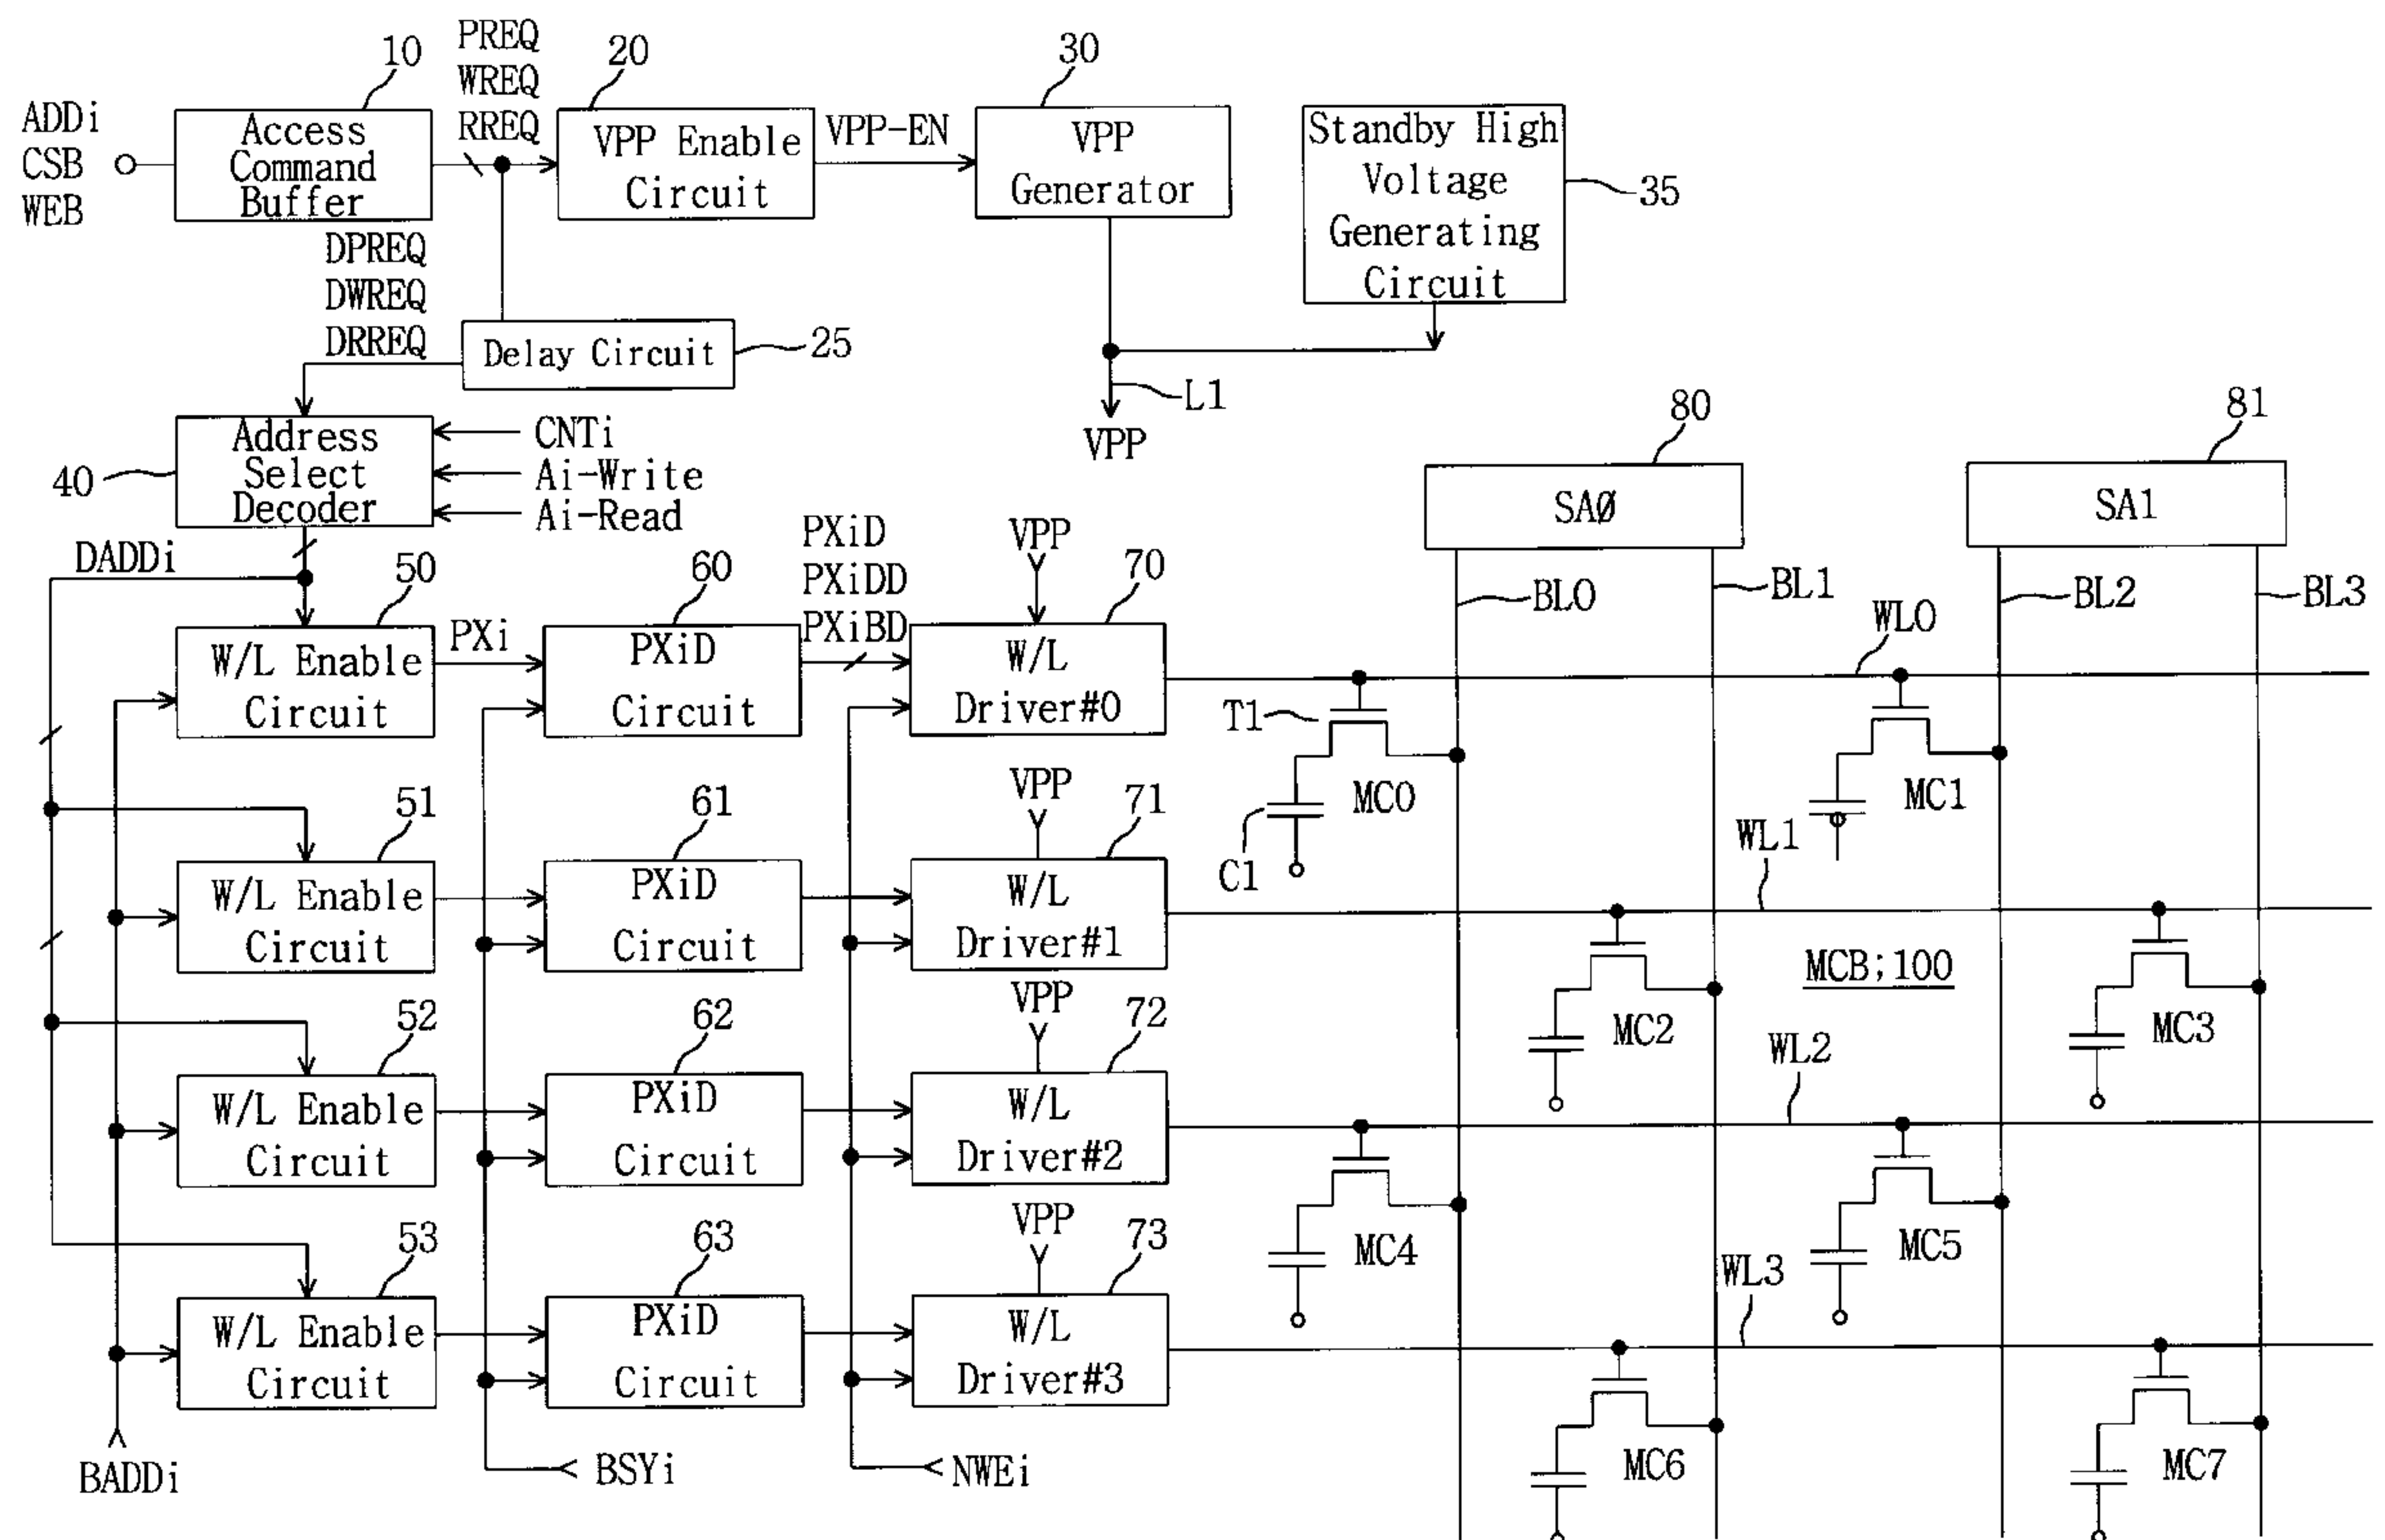 10
PREQ
WREQ
RREQ
20
30
ADDi
CSB
WEB
Access
Command
Buffer
VPP Enable
Circuit
VPP-EN
VPP
Generator
Standby High
Voltage
Generating
Circuit
35
DPREQ
DWREQ
DRREQ
Delay Circuit
25
L1
VPP
40
Address
Select
Decoder
CNTi
Ai-Write
Ai-Read
80
81
SAØ
SA1
DADDi
50
60
PXiD
PXiDD
PXiBD
VPP
70
BL0
BL1
BL2
BL3
W/L Enable
Circuit
PXi
PXiD
Circuit
W/L
Driver#0
WL0
T1
C1
MC0
MC1
51
61
VPP
71
WL1
W/L Enable
Circuit
PXiD
Circuit
W/L
Driver#1
MCB;100
MC2
MC3
52
62
VPP
72
WL2
W/L Enable
Circuit
PXiD
Circuit
W/L
Driver#2
MC4
MC5
53
63
VPP
73
WL3
W/L Enable
Circuit
PXiD
Circuit
W/L
Driver#3
MC6
MC7
BADDi
BSYi
NWEi